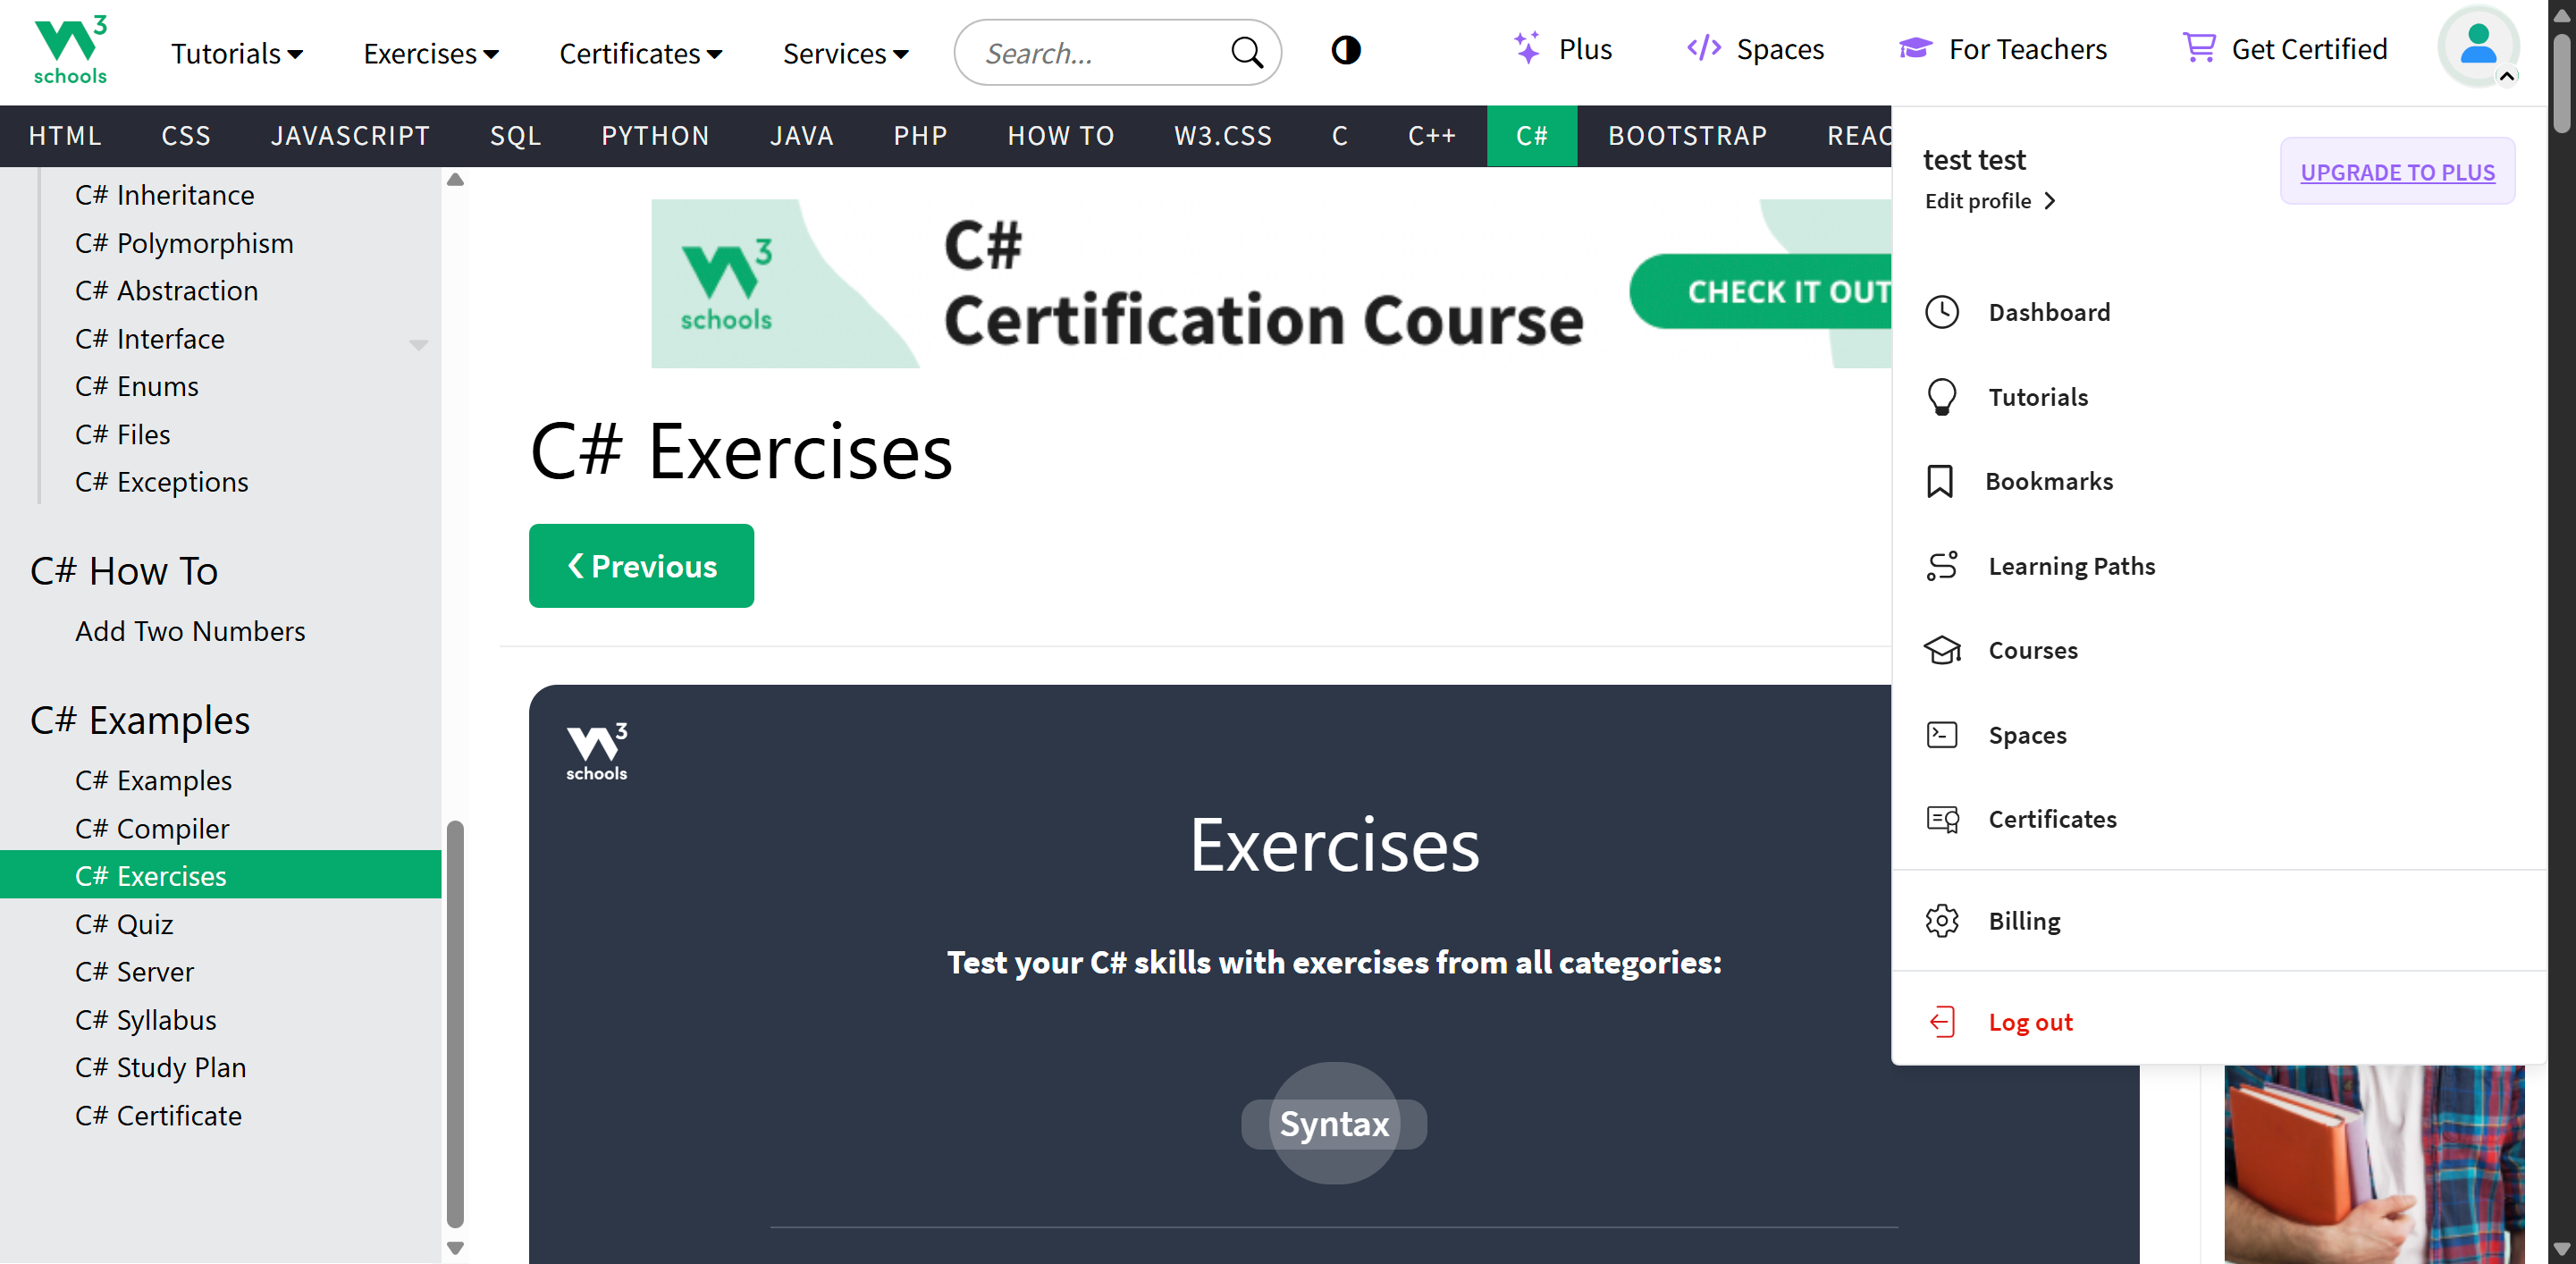 3
schools
Tutorials
Exercises
Certificates
Services
Search...
Plus
Spaces
For Teachers
Get Certified
HTML
CSS
JAVASCRIPT
SQL
PYTHON
JAVA
PHP
HOW TO
W3.CSS
C
C++
C#
BOOTSTRAP
REAC
C# Inheritance
C# Polymorphism
C# Abstraction
C# Interface
C# Enums
C# Files
C# Exceptions
C# How To
Add Two Numbers
C# Examples
C# Examples
C# Compiler
C# Exercises
C# Quiz
C# Server
C# Syllabus
C# Study Plan
C# Certificate
3
schools
C#
Certification Course
CHECK IT OUT
C# Exercises
❮ Previous
3
schools
Exercises
Test your C# skills with exercises from all categories:
Syntax
test test
Edit profile
UPGRADE TO PLUS
Dashboard
Tutorials
Bookmarks
Learning Paths
Courses
Spaces
Certificates
Billing
Log out